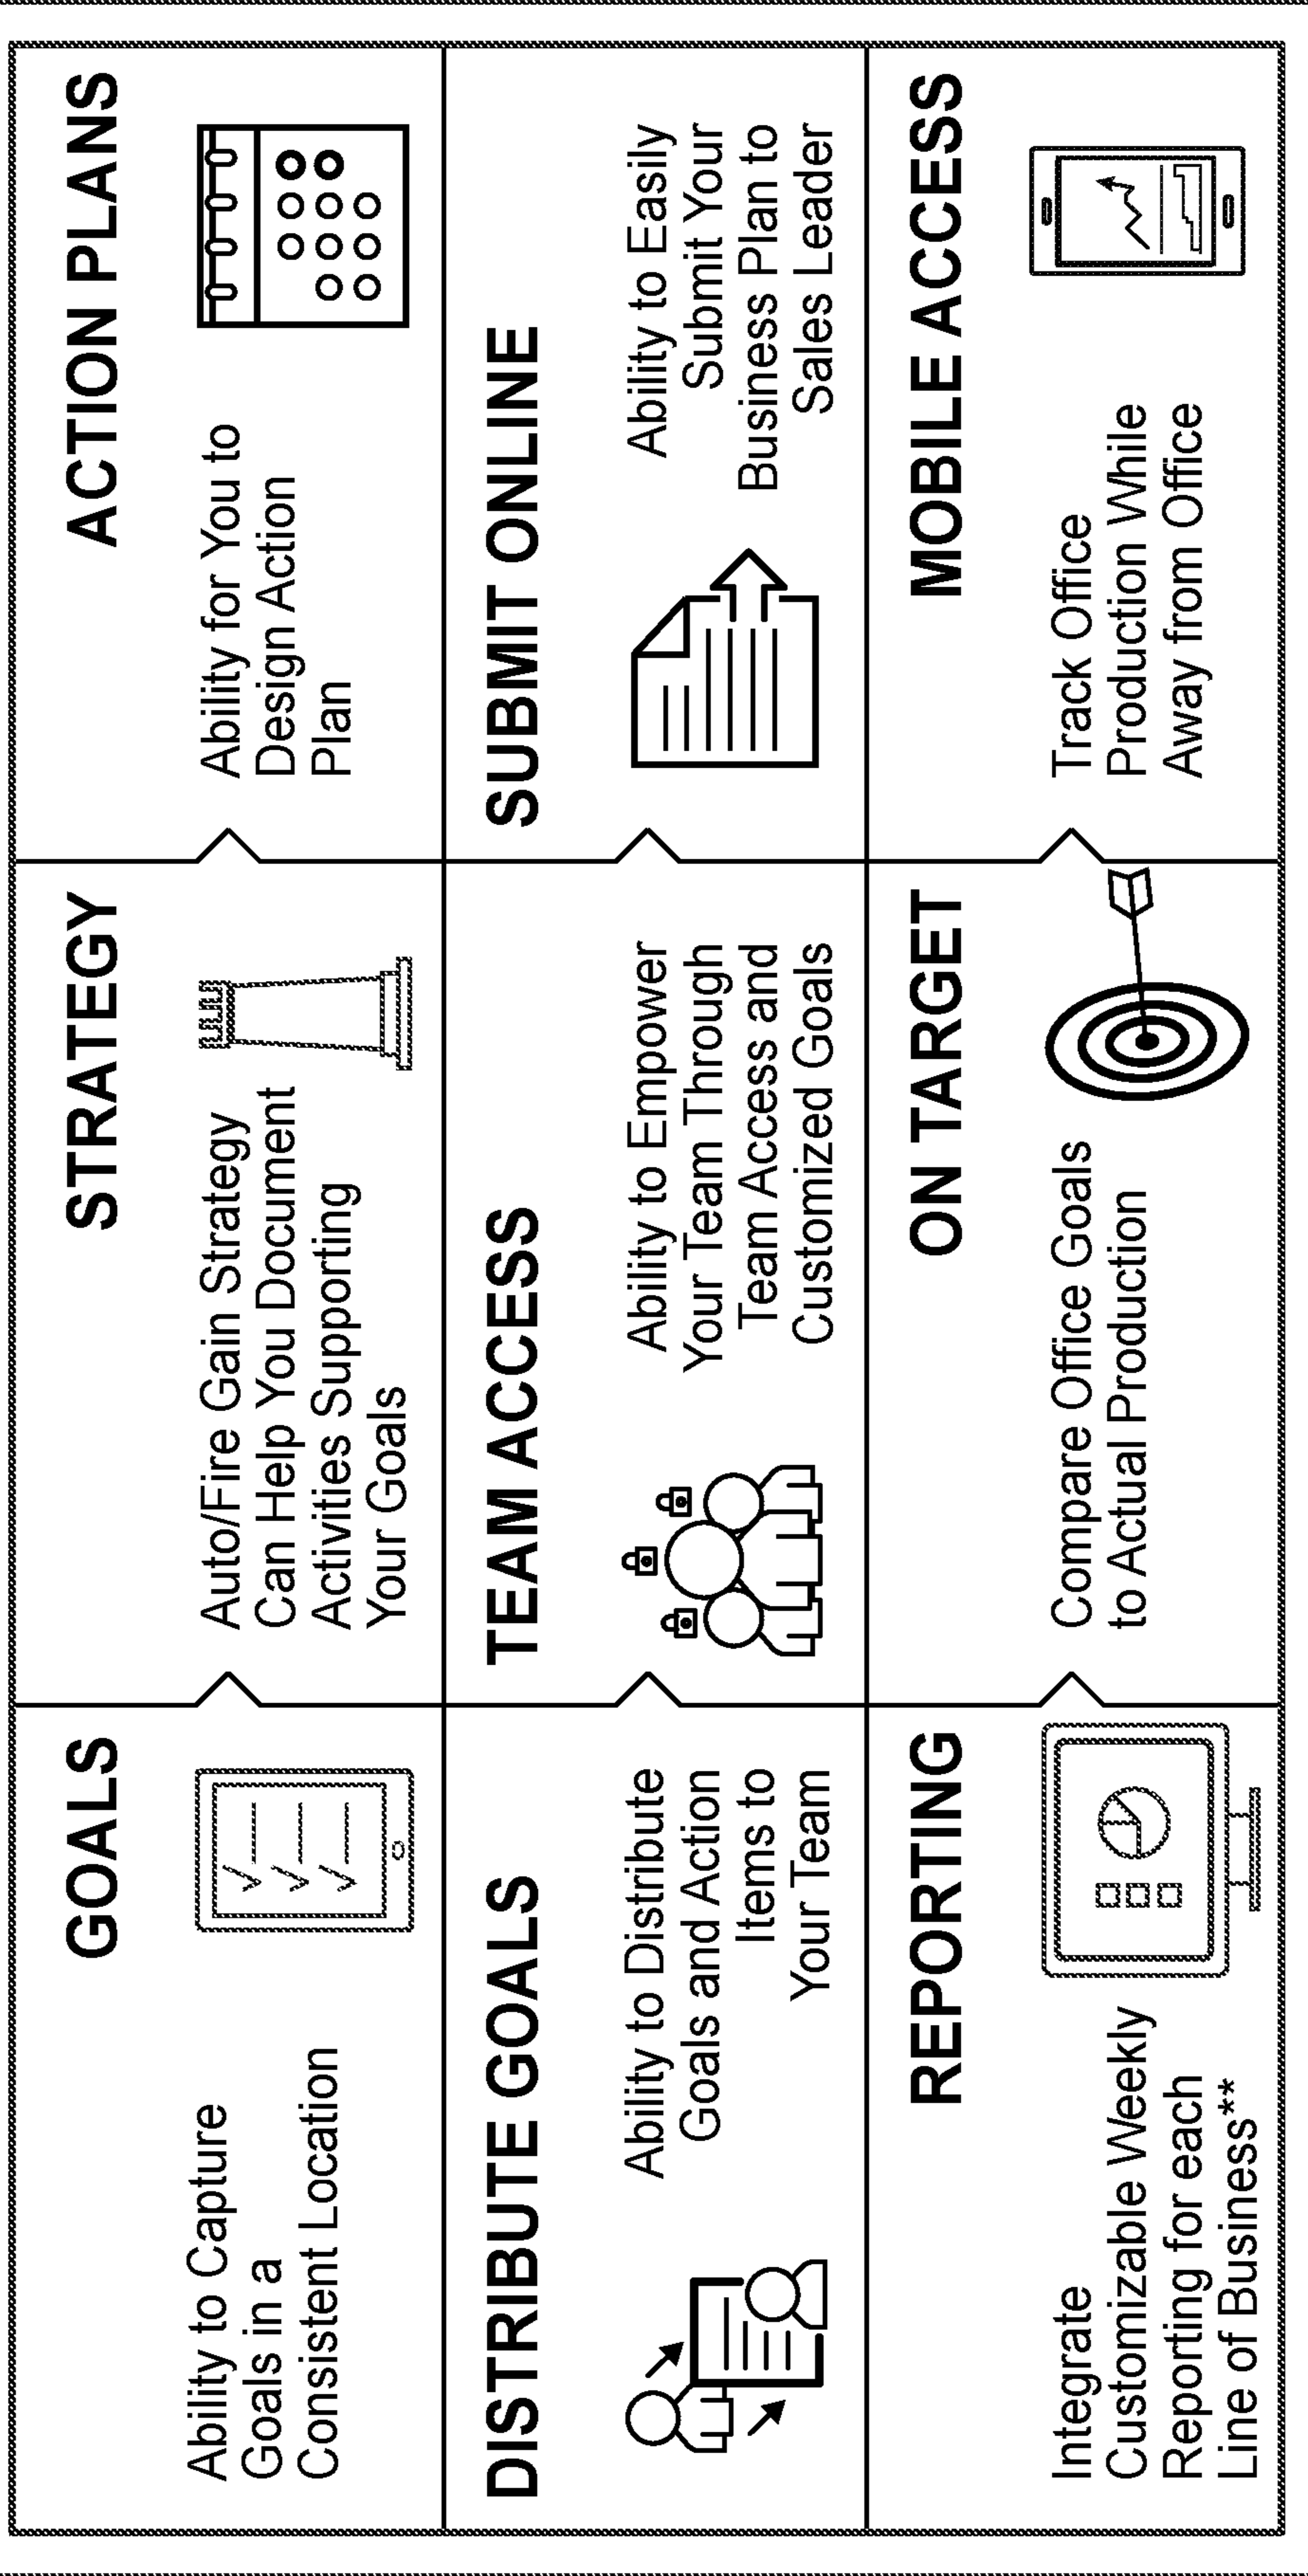 GOALS
Ability to Capture
Goals in a
Consistent Location
STRATEGY
Auto/Fire Gain Strategy
Can Help You Document
Activities Supporting
Your Goals
ACTION PLANS
Ability for You to
Design Action
Plan
DISTRIBUTE GOALS
Ability to Distribute
Goals and Action
Items to
Your Team
TEAM ACCESS
Ability to Empower
Your Team Through
Team Access and
Customized Goals
SUBMIT ONLINE
Ability to Easily
Submit Your
Business Plan to
Sales Leader
REPORTING
Integrate
Customizable Weekly
Reporting for each
Line of Business**
ON TARGET
Compare Office Goals
to Actual Production
MOBILE ACCESS
Track Office
Production While
Away from Office